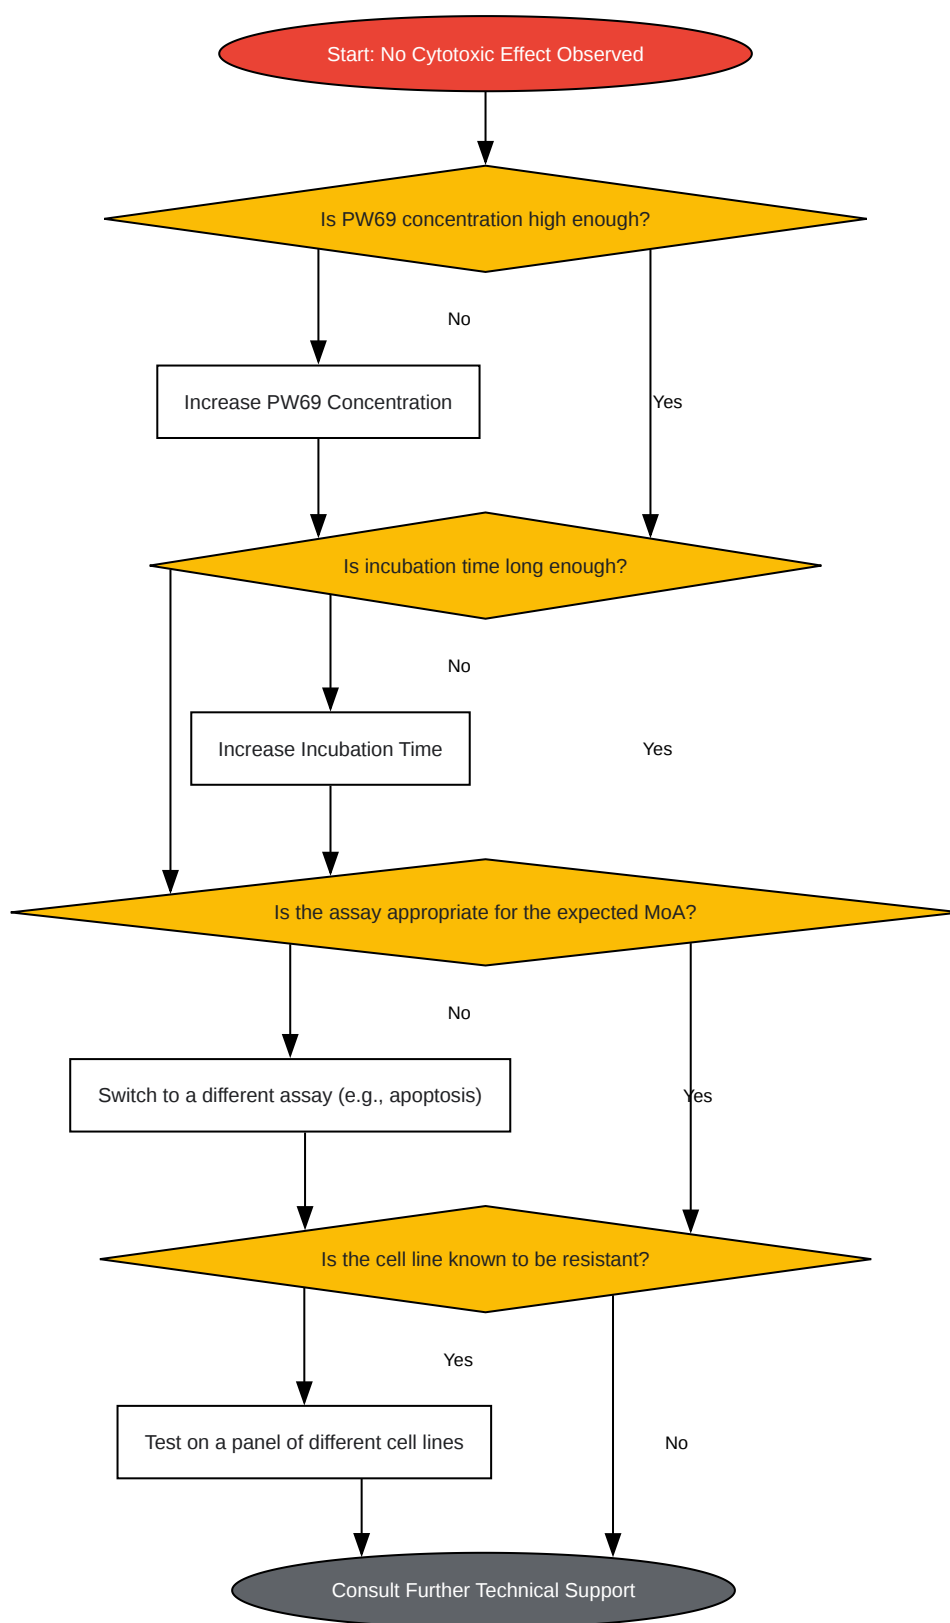 Start: No Cytotoxic Effect Observed
Is PW69 concentration high enough?
No
Increase PW69 Concentration
Yes
Is incubation time long enough?
No
Increase Incubation Time
Yes
Is the assay appropriate for the expected MoA?
No
Switch to a different assay (e.g., apoptosis)
Yes
Is the cell line known to be resistant?
Yes
Test on a panel of different cell lines
No
Consult Further Technical Support